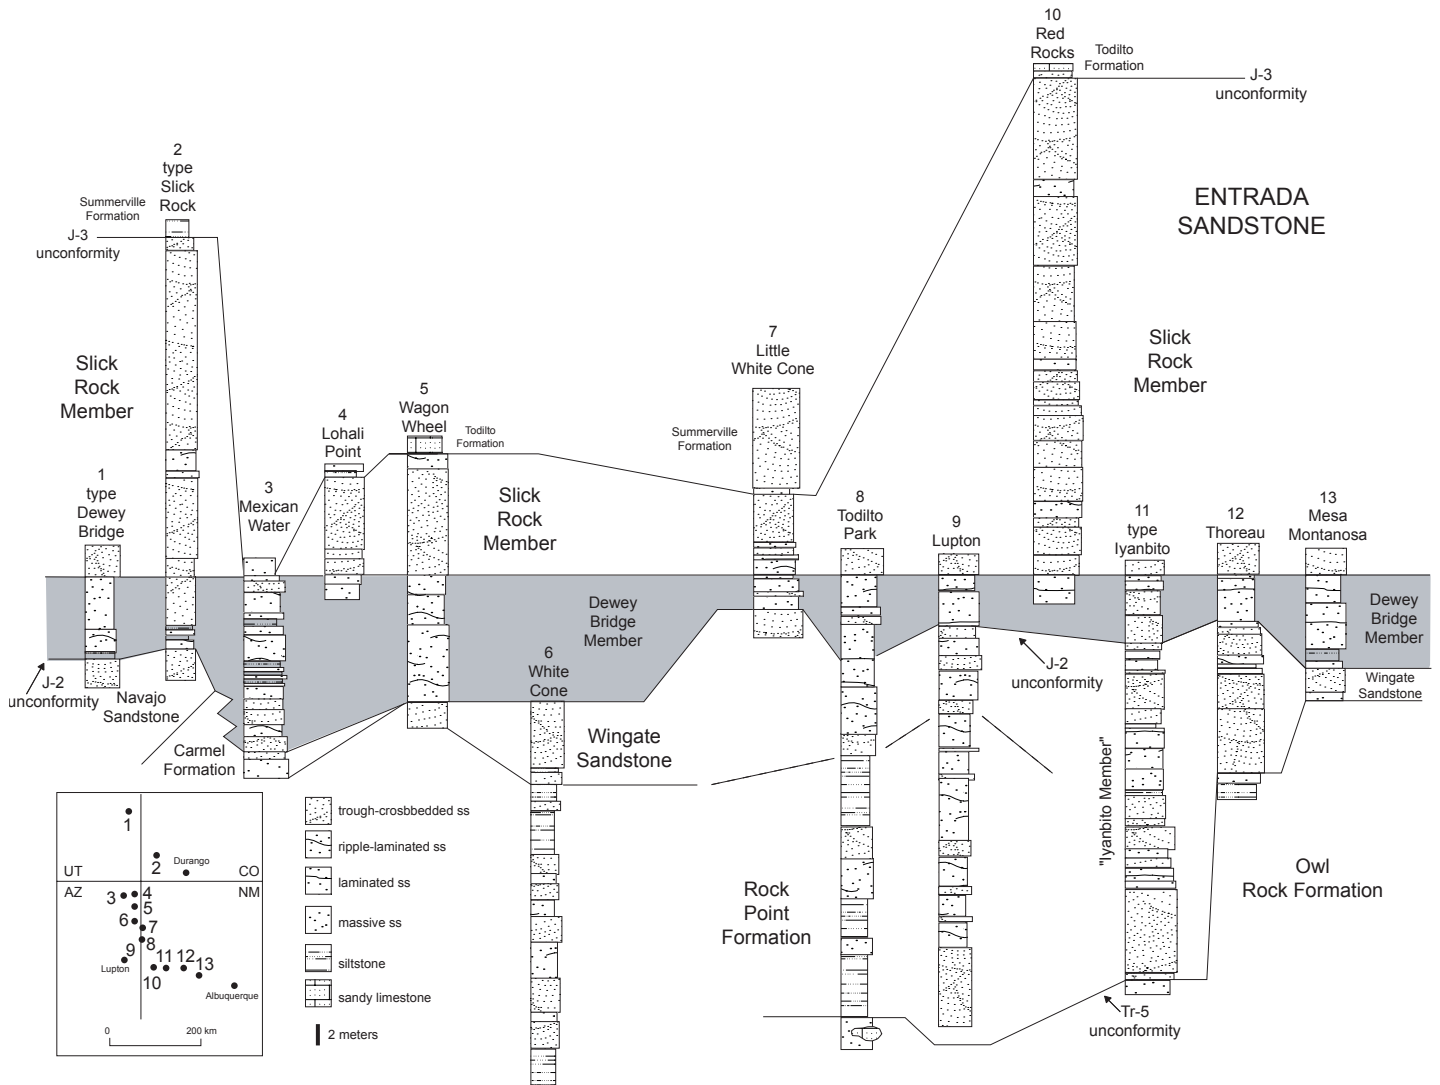 10
Red
Rocks
Todilto
Formation
J-3
unconformity
2
type
Slick
Rock
Summerville
Formation
J-3
unconformity
ENTRADA
SANDSTONE
Slick
Rock
Member
7
Little
White Cone
Slick
Rock
Member
5
Wagon
Wheel
Todilto
Formation
4
Lohali
Point
Summerville
Formation
1
type
Dewey
Bridge
3
Mexican
Water
Slick
Rock
Member
8
Todilto
Park
9
Lupton
11
type
Iyanbito
12
Thoreau
13
Mesa
Montanosa
Dewey
Bridge
Member
Dewey
Bridge
Member
6
White
Cone
J-2
unconformity
J-2
unconformity
Navajo
Sandstone
Wingate
Sandstone
Carmel
Formation
Wingate
Sandstone
"Iyanbito Member"
Rock
Point
Formation
Owl
Rock Formation
Tr-5
unconformity
1
2
Durango
UT
CO
AZ
NM
3
4
5
6
7
8
9
Lupton
11
12
13
10
Albuquerque
0
200 km
trough-crosbbedded ss
ripple-laminated ss
laminated ss
massive ss
siltstone
sandy limestone
2 meters